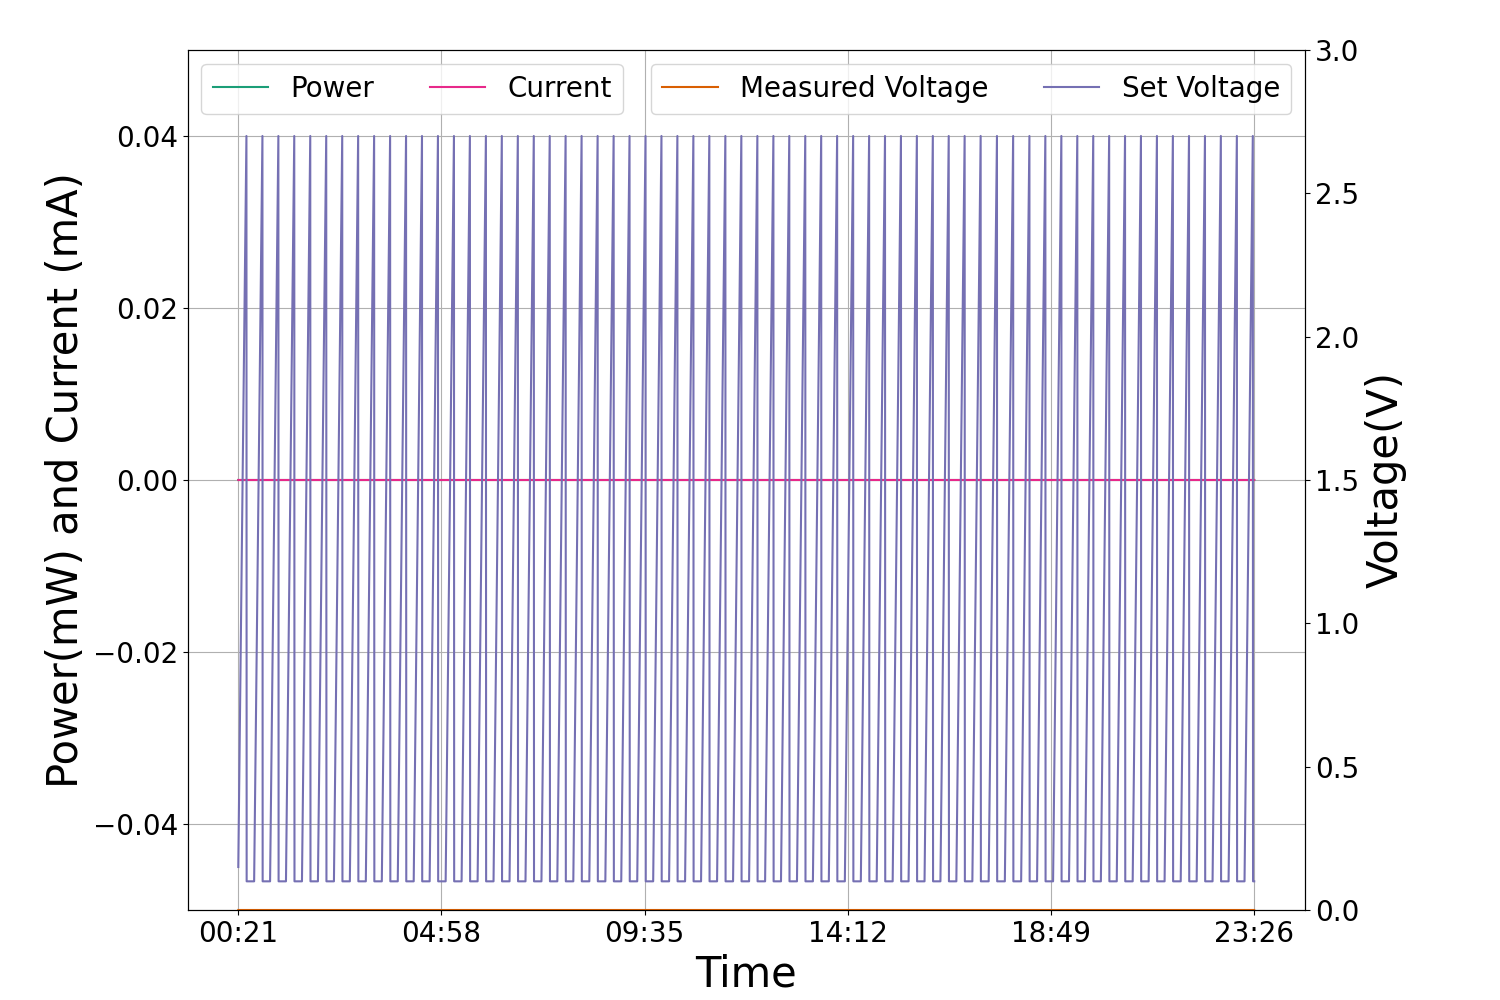 Power Current Measured Voltage Set Voltage
3.0
0.04
2.5
0.02
2.0
0.00
1.5
−0.02
1.0
0.5
−0.04
0.0
Power(mW) and Current (mA)
Voltage(V)
00:21 04:58 09:35 14:12 18:49 23:26
Time